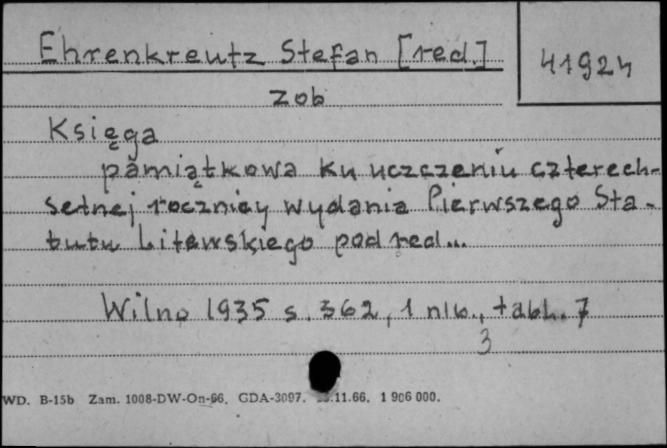 Ehrenkreutz Stefan [red.]
41924
zob
Księga
pamiątkowa ku uczczeniu czterech-
setnej rocznicy wydania Pierwszego Sta-
tutu Litewskiego pod red...
Wilno 1935 s. 362, 1 nlb., tabl. 7
3
WD. B-15b Zam. 1008-DW-On-66. GDA-3097. .11.66. 1 906 000.